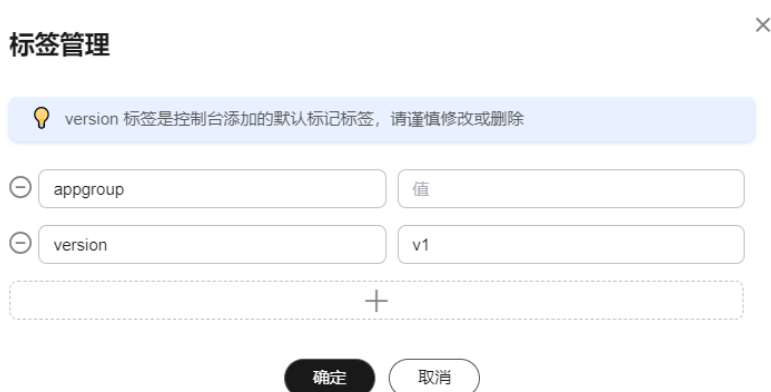 标签管理
version 标签是控制台添加的默认标记标签，请谨慎修改或删除
appgroup 值
version v1
确定 取消